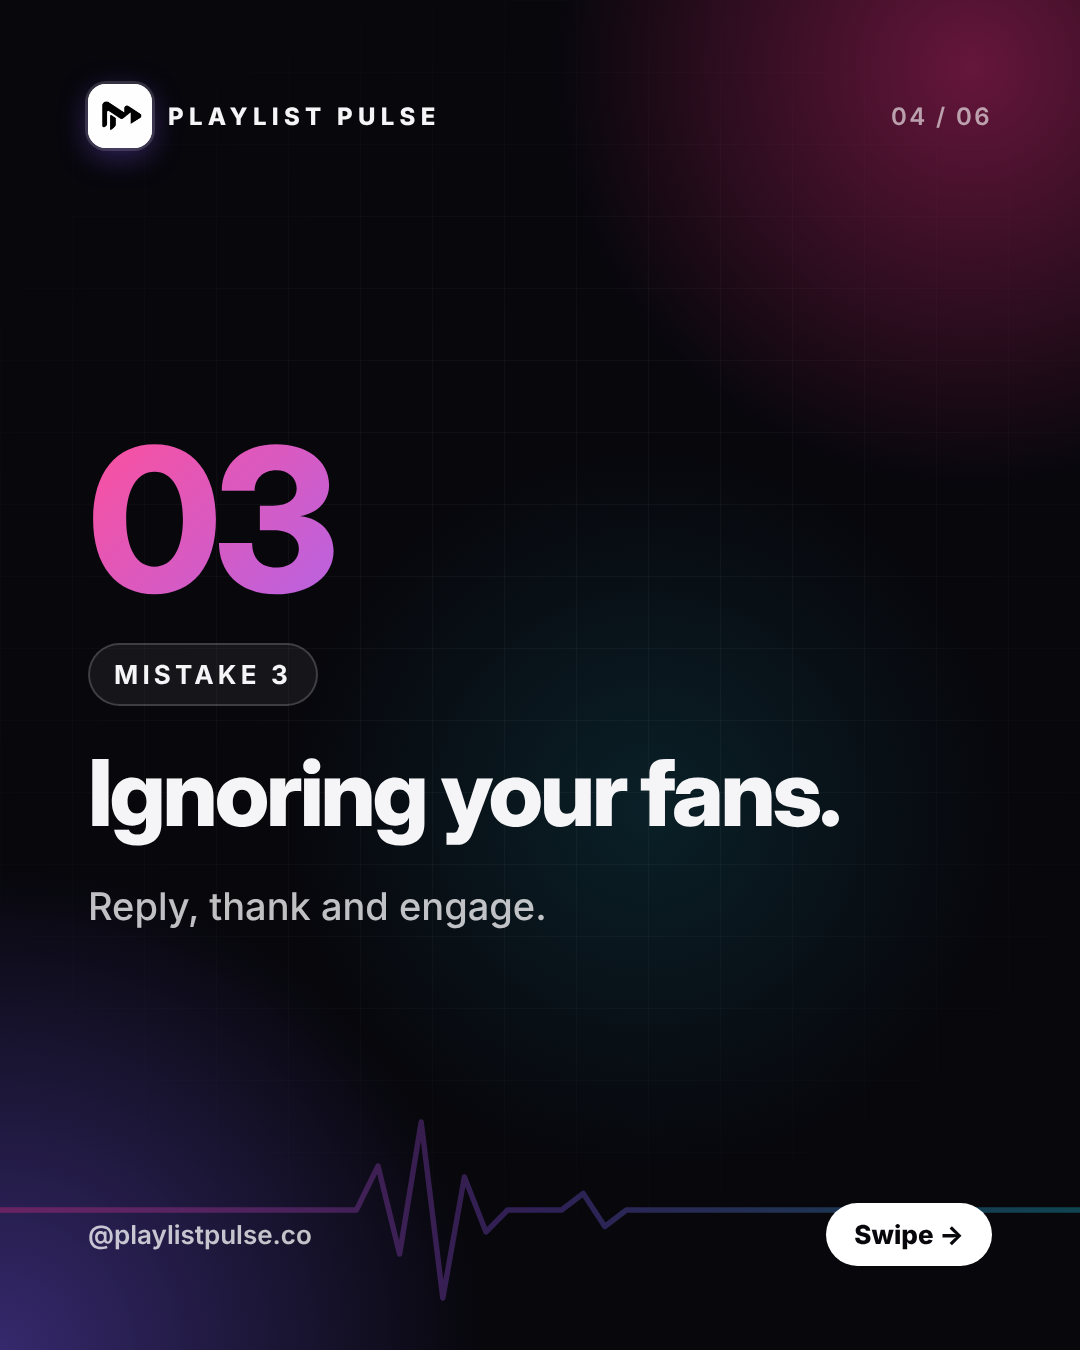 PLAYLIST PULSE
04 / 06
03
MISTAKE 3
Ignoring your fans.
Reply, thank and engage.
@playlistpulse.co
Swipe →